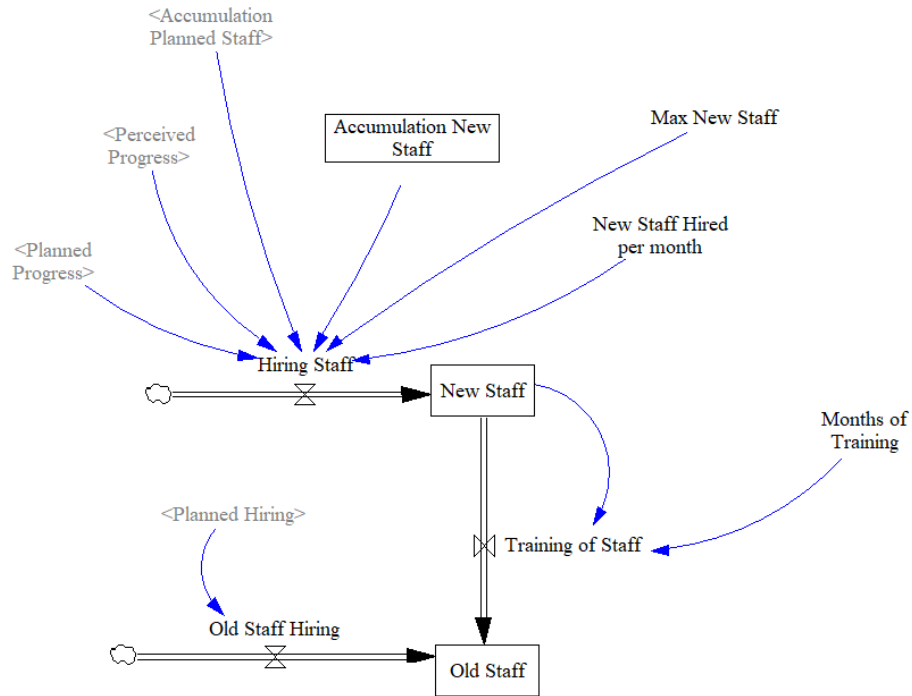 <Accumulation
Planned Staff>
<Perceived
Progress>
Accumulation New
Staff
Max New Staff
New Staff Hired
per month
<Planned
Progress>
Hiring Staff
New Staff
Months of
Training
<Planned Hiring>
Training of Staff
Old Staff Hiring
Old Staff